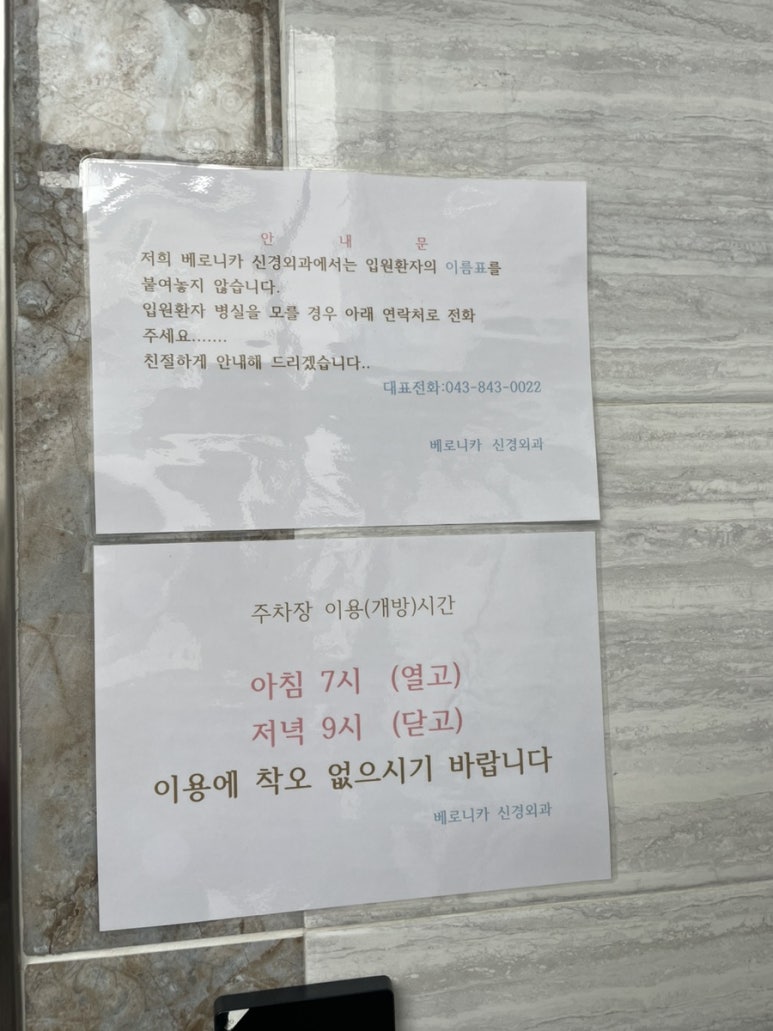 안 내 문
저희 베로니카 신경외과에서는 입원환자의 이름표를
붙여놓지 않습니다.
입원환자 병실을 모를 경우 아래 연락처로 전화
주세요.......
친절하게 안내해 드리겠습니다..
대표전화:043-843-0022
베로니카 신경외과
주차장 이용(개방)시간
아침 7시 (열고)
저녁 9시 (닫고)
이용에 착오 없으시기 바랍니다
베로니카 신경외과